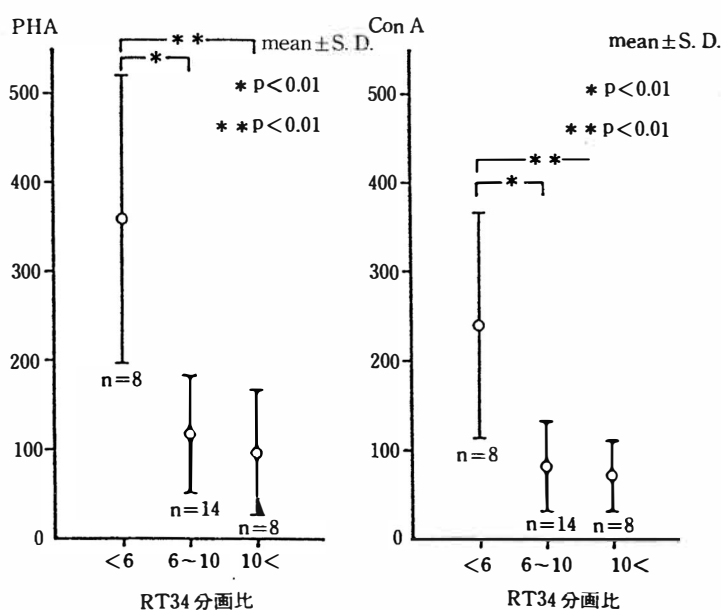 PHA
** mean±S. D.
*
* p<0.01
** p<0.01
500
400
300
200
100
0
n=8
n=14
n=8
<6 6~10 10<
RT34分画比
Con A
mean±S. D.
* p<0.01
** p<0.01
**
*
500
400
300
200
100
0
n=8
n=14
n=8
<6 6~10 10<
RT34分画比